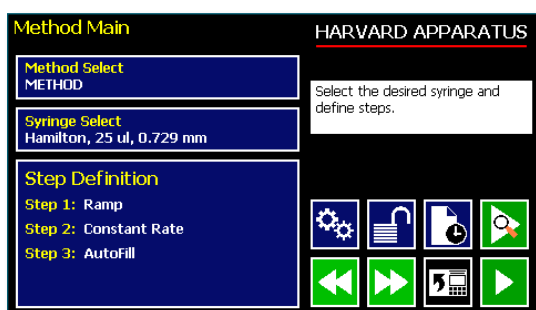 Method Main
HARVARD APPARATUS
Method Select
METHOD
Select the desired syringe and
define steps.
Syringe Select
Hamilton, 25 ul, 0.729 mm
Step Definition
Step 1: Ramp
Step 2: Constant Rate
Step 3: AutoFill